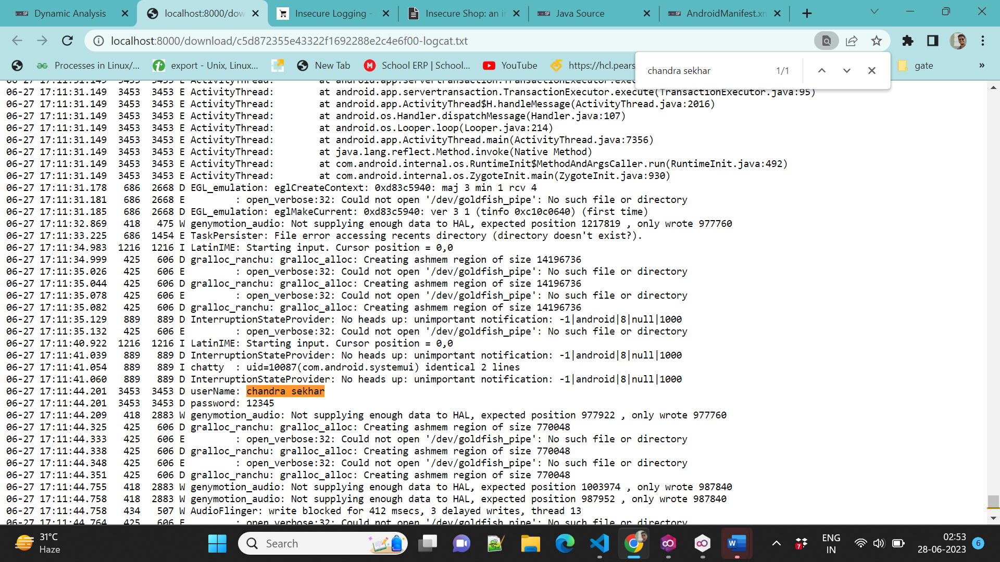 Dynamic Analysis
localhost:8000/dow
Insecure Logging -
Insecure Shop: an in
Java Source
AndroidManifest.xm
localhost:8000/download/c5d872355e43322f1692288e2c4e6f00-logcat.txt
Processes in Linux/...
export - Unix, Linux...
New Tab
School ERP | School...
YouTube
https://hcl.pears
gate
»
chandra sekhar 1/1
06-27 17:11:31.149  3453  3453 E ActivityThread:        at android.app.servertransaction.TransactionExecutor.execute(TransactionExecutor.java:95)
06-27 17:11:31.149  3453  3453 E ActivityThread:        at android.app.ActivityThread$H.handleMessage(ActivityThread.java:2016)
06-27 17:11:31.149  3453  3453 E ActivityThread:        at android.os.Handler.dispatchMessage(Handler.java:107)
06-27 17:11:31.149  3453  3453 E ActivityThread:        at android.os.Looper.loop(Looper.java:214)
06-27 17:11:31.149  3453  3453 E ActivityThread:        at android.app.ActivityThread.main(ActivityThread.java:7356)
06-27 17:11:31.149  3453  3453 E ActivityThread:        at java.lang.reflect.Method.invoke(Native Method)
06-27 17:11:31.149  3453  3453 E ActivityThread:        at com.android.internal.os.RuntimeInit$MethodAndArgsCaller.run(RuntimeInit.java:492)
06-27 17:11:31.149  3453  3453 E ActivityThread:        at com.android.internal.os.ZygoteInit.main(ZygoteInit.java:930)
06-27 17:11:31.178   686  2668 D EGL_emulation: eglCreateContext: 0xd83c5940: maj 3 min 1 rcv 4
06-27 17:11:31.181   686  2668 E         : open_verbose:32: Could not open '/dev/goldfish_pipe': No such file or directory
06-27 17:11:31.185   686  2668 D EGL_emulation: eglMakeCurrent: 0xd83c5940: ver 3 1 (tinfo 0xc10c0640) (first time)
06-27 17:11:32.869   418   475 W genymotion_audio: Not supplying enough data to HAL, expected position 1217819 , only wrote 977760
06-27 17:11:33.225   686  1454 E TaskPersister: File error accessing recents directory (directory doesn't exist?).
06-27 17:11:34.983  1216  1216 I LatinIME: Starting input. Cursor position = 0,0
06-27 17:11:34.999   425   606 D gralloc_ranchu: gralloc_alloc: Creating ashmem region of size 14196736
06-27 17:11:35.026   425   606 E         : open_verbose:32: Could not open '/dev/goldfish_pipe': No such file or directory
06-27 17:11:35.044   425   606 D gralloc_ranchu: gralloc_alloc: Creating ashmem region of size 14196736
06-27 17:11:35.078   425   606 E         : open_verbose:32: Could not open '/dev/goldfish_pipe': No such file or directory
06-27 17:11:35.082   425   606 D gralloc_ranchu: gralloc_alloc: Creating ashmem region of size 14196736
06-27 17:11:35.129   889   889 D InterruptionStateProvider: No heads up: unimportant notification: -1|android|8|null|1000
06-27 17:11:35.132   425   606 E         : open_verbose:32: Could not open '/dev/goldfish_pipe': No such file or directory
06-27 17:11:40.922  1216  1216 I LatinIME: Starting input. Cursor position = 0,0
06-27 17:11:41.039   889   889 D InterruptionStateProvider: No heads up: unimportant notification: -1|android|8|null|1000
06-27 17:11:41.054   889   889 I chatty  : uid=10087(com.android.systemui) identical 2 lines
06-27 17:11:41.060   889   889 D InterruptionStateProvider: No heads up: unimportant notification: -1|android|8|null|1000
06-27 17:11:44.201  3453  3453 D userName: chandra sekhar
06-27 17:11:44.201  3453  3453 D password: 12345
06-27 17:11:44.209   418  2883 W genymotion_audio: Not supplying enough data to HAL, expected position 977922 , only wrote 977760
06-27 17:11:44.325   425   606 D gralloc_ranchu: gralloc_alloc: Creating ashmem region of size 770048
06-27 17:11:44.333   425   606 E         : open_verbose:32: Could not open '/dev/goldfish_pipe': No such file or directory
06-27 17:11:44.338   425   606 D gralloc_ranchu: gralloc_alloc: Creating ashmem region of size 770048
06-27 17:11:44.348   425   606 E         : open_verbose:32: Could not open '/dev/goldfish_pipe': No such file or directory
06-27 17:11:44.351   425   606 D gralloc_ranchu: gralloc_alloc: Creating ashmem region of size 770048
06-27 17:11:44.755   418  2883 W genymotion_audio: Not supplying enough data to HAL, expected position 1003974 , only wrote 987840
06-27 17:11:44.758   418  2883 W genymotion_audio: Not supplying enough data to HAL, expected position 987952 , only wrote 987840
06-27 17:11:44.758   434   507 W AudioFlinger: write blocked for 412 msecs, 3 delayed writes, thread 13
06-27 17:11:44.764   425   606 E         : open_verbose:32: Could not open '/dev/goldfish_pipe': No such file or directory
31°C
Haze
Search
7
ENG
IN
02:53
28-06-2023
6